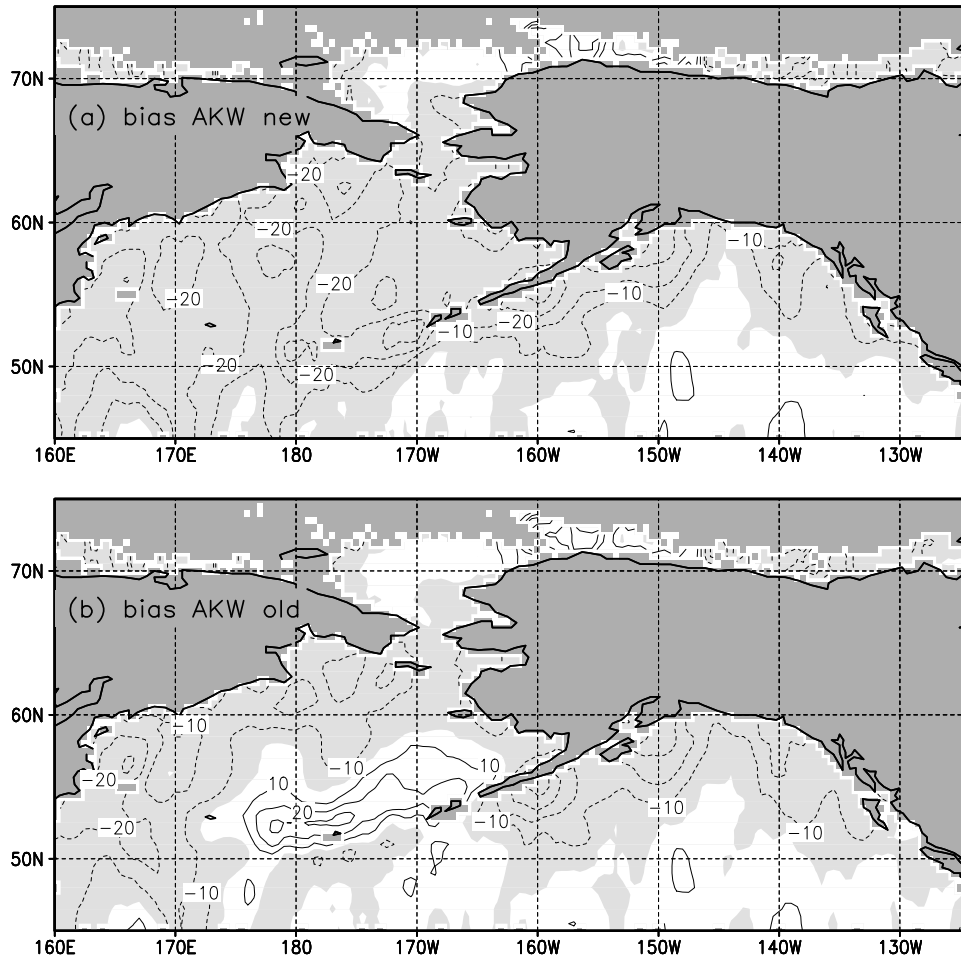 70N
(a) bias AKW new
−20
60N
−20 −10
−20 −20 −10
−10 −20
50N −20 −20
160E 170E 180 170W 160W 150W 140W 130W
70N
(b) bias AKW old
60N
−10
−20 −10 10 10
−20 20 −10 −10 −10
50N
−10
160E 170E 180 170W 160W 150W 140W 130W